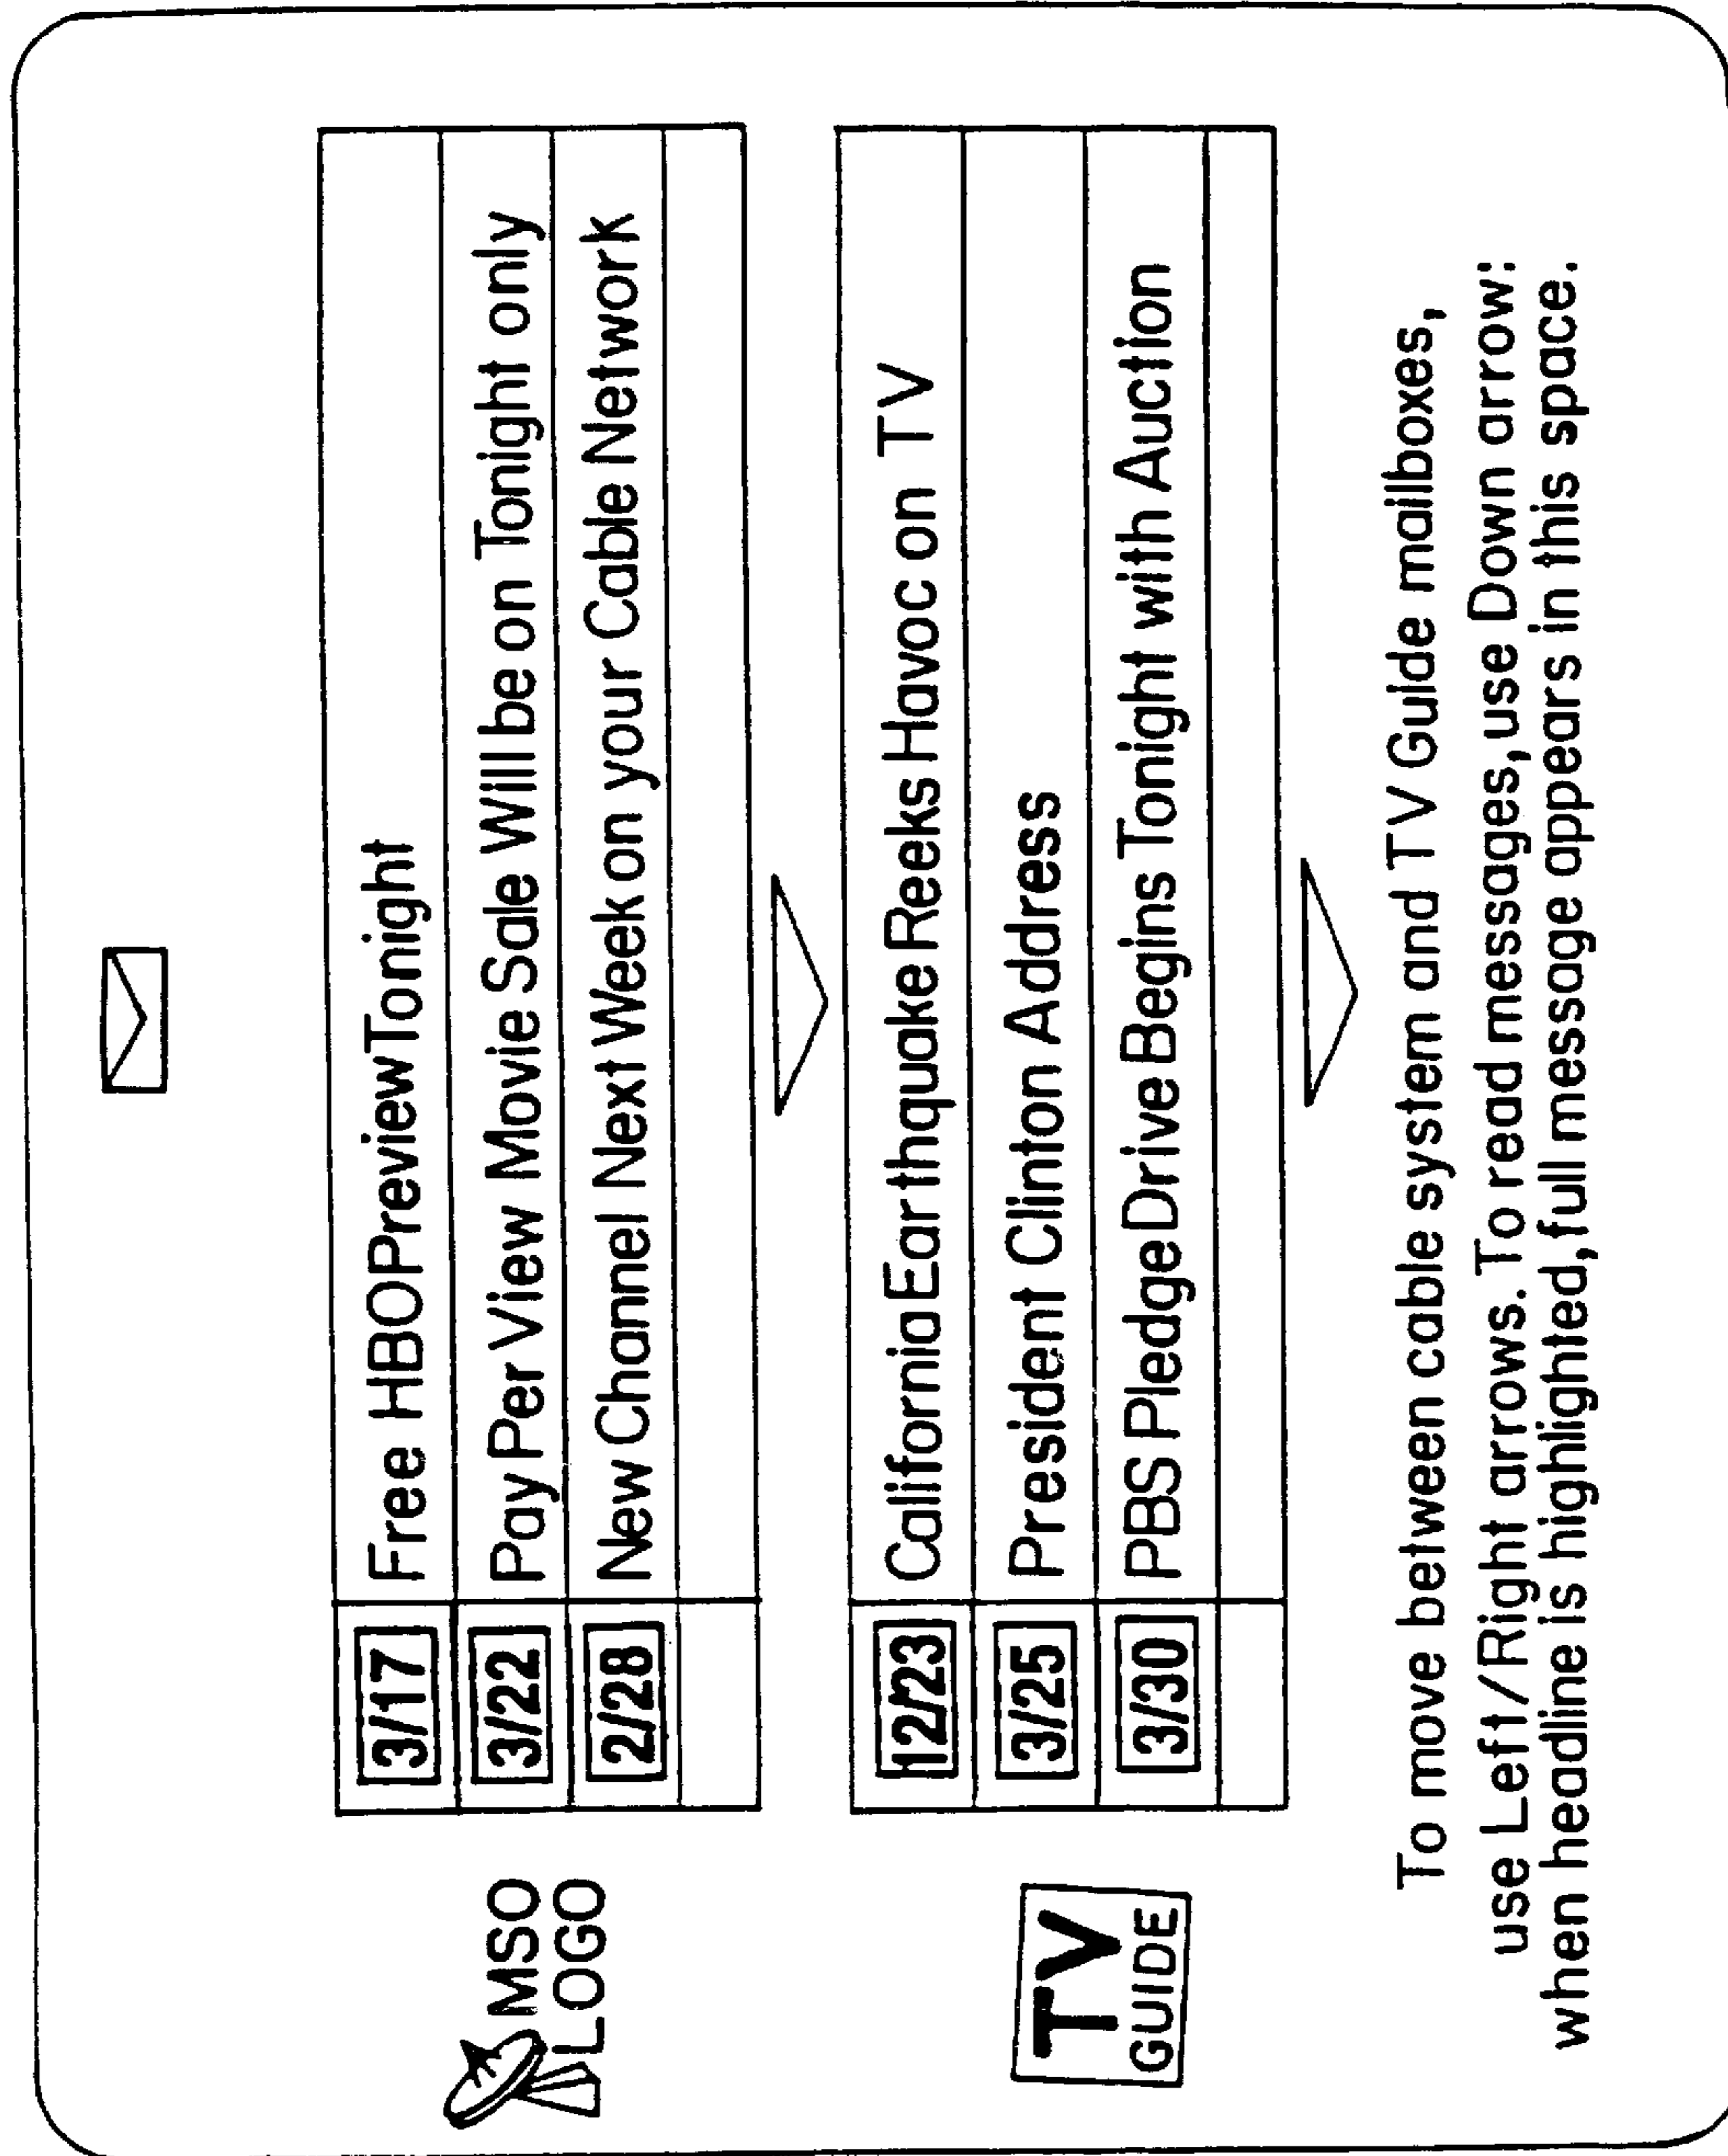 MSO
LOGO
3/17 Free HBO Preview Tonight
3/22 Pay Per View Movie Sale Will be on Tonight only
2/28 New Channel Next Week on your Cable Network
TV
GUIDE
12/23 California Earthquake Reeks Havoc on TV
3/25 President Clinton Address
3/30 PBS Pledge Drive Begins Tonight with Auction
To move between cable system and TV Guide mailboxes,
use Left/Right arrows. To read messages, use Down arrow:
when headline is highlighted, full message appears in this space.